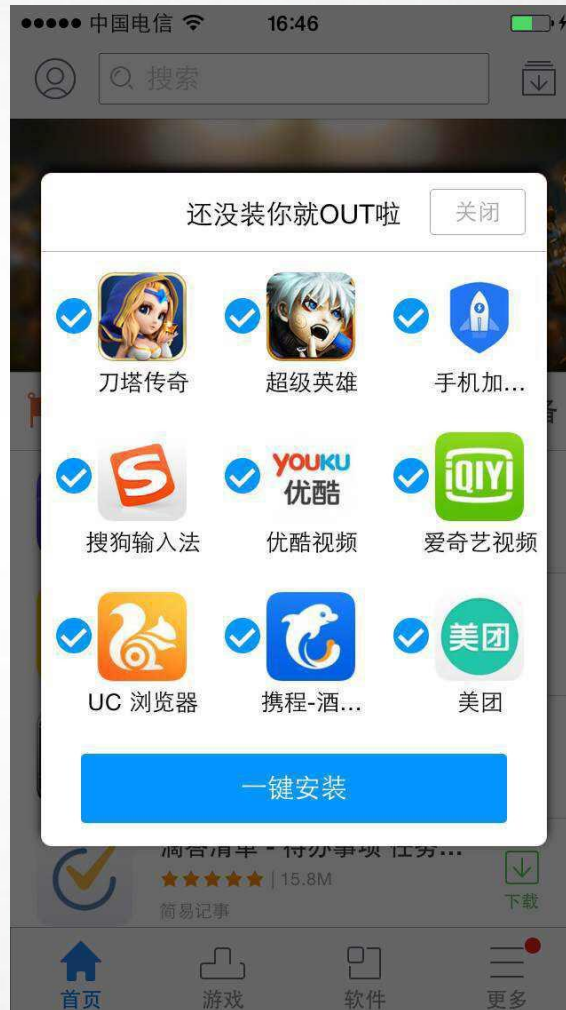 中国电信 16:46
搜索
还没装你就OUT啦
关闭
刀塔传奇
超级英雄
手机加...
搜狗输入法
YOUKU
优酷
优酷视频
iQIYI
爱奇艺视频
UC 浏览器
携程-酒...
美团
美团
一键安装
滴答清单 - 待办事项 任务...
15.8M
简易记事
下载
首页
游戏
软件
更多